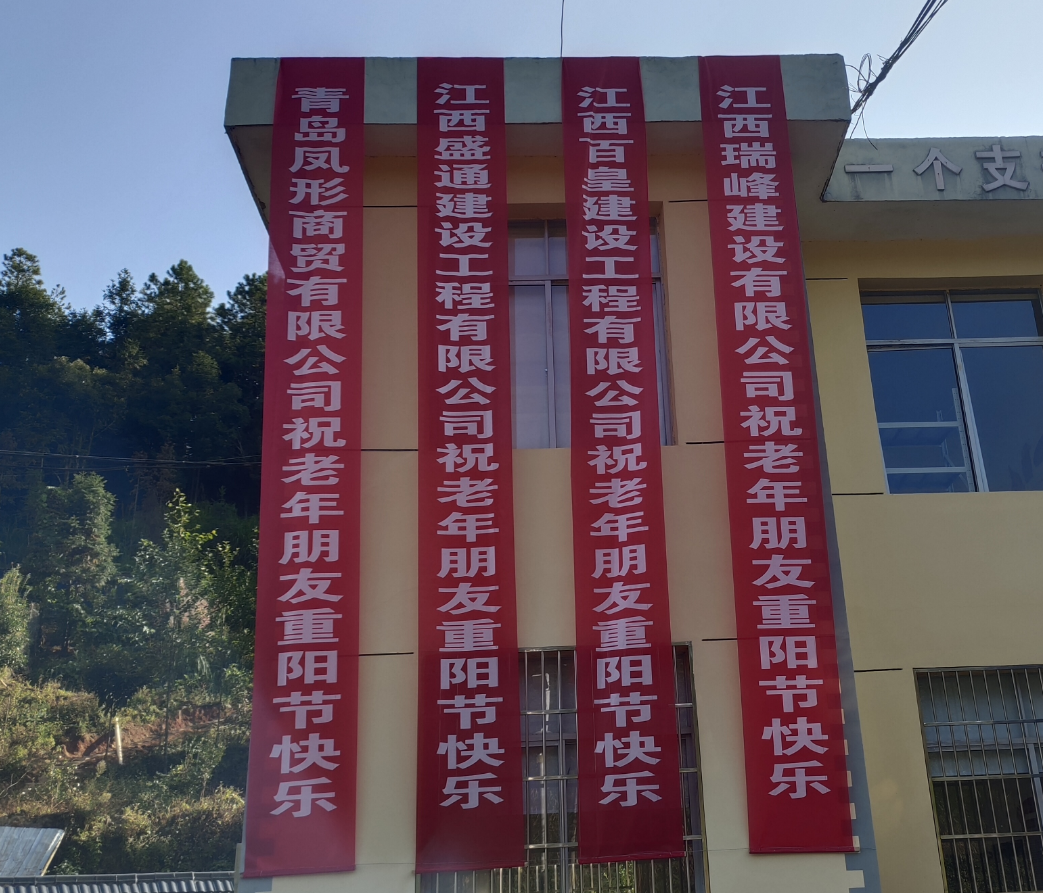 青岛凤形商贸有限公司祝老年朋友重阳节快乐
江西盛通建设工程有限公司祝老年朋友重阳节快乐
江西百皇建设工程有限公司祝老年朋友重阳节快乐
江西瑞峰建设有限公司祝老年朋友重阳节快乐
一个支